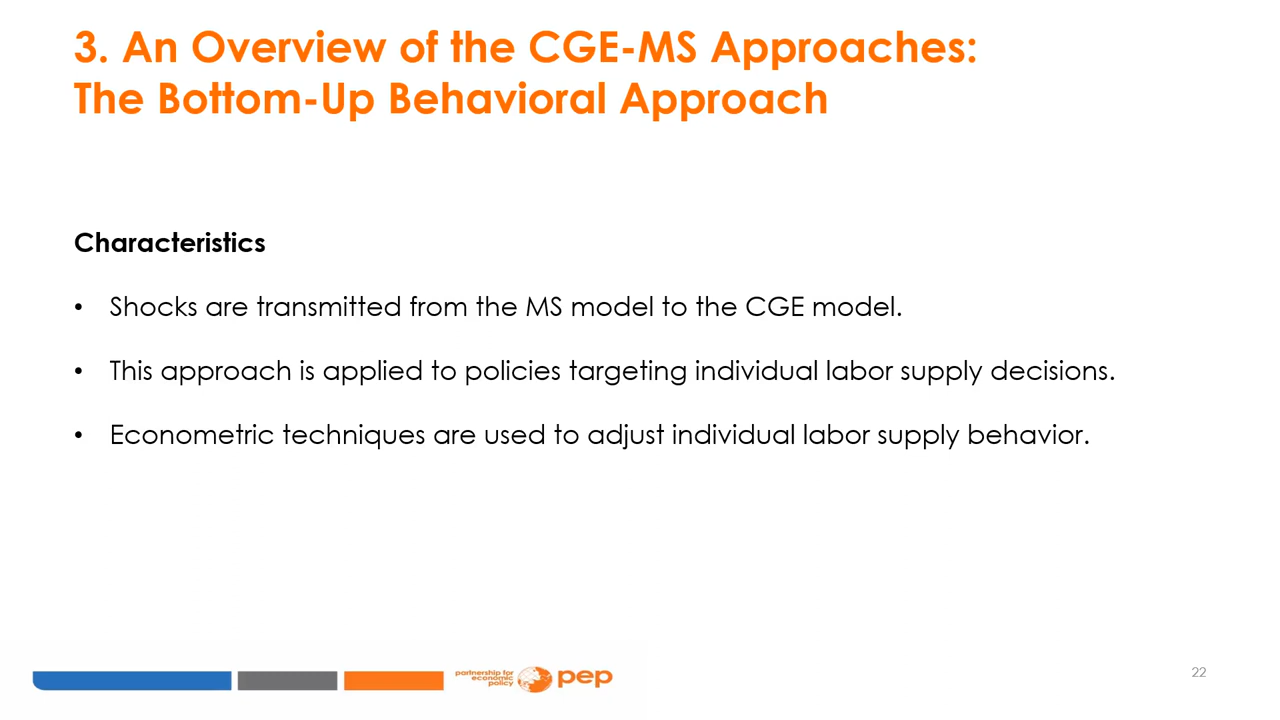 3. An Overview of the CGE-MS Approaches:
The Bottom-Up Behavioral Approach
Characteristics
• Shocks are transmitted from the MS model to the CGE model.
• This approach is applied to policies targeting individual labor supply decisions.
• Econometric techniques are used to adjust individual labor supply behavior.
partnership for
economic
policy
pep
22